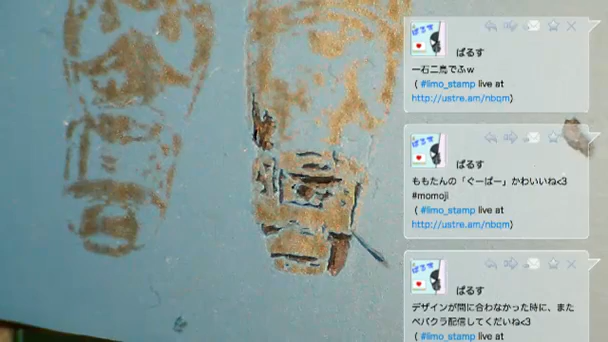 ぱるす
一石二鳥でふw
( #limo_stamp live at
http://ustre.am/nbqm)
ぱるす
ももたんの「ぐーぱー」かわいいね<3
#momoji
( #limo_stamp live at
http://ustre.am/nbqm)
ぱるす
デザインが間に合わなかった時に、また
ペパクラ配信してくだいね<3
( #limo_stamp live at